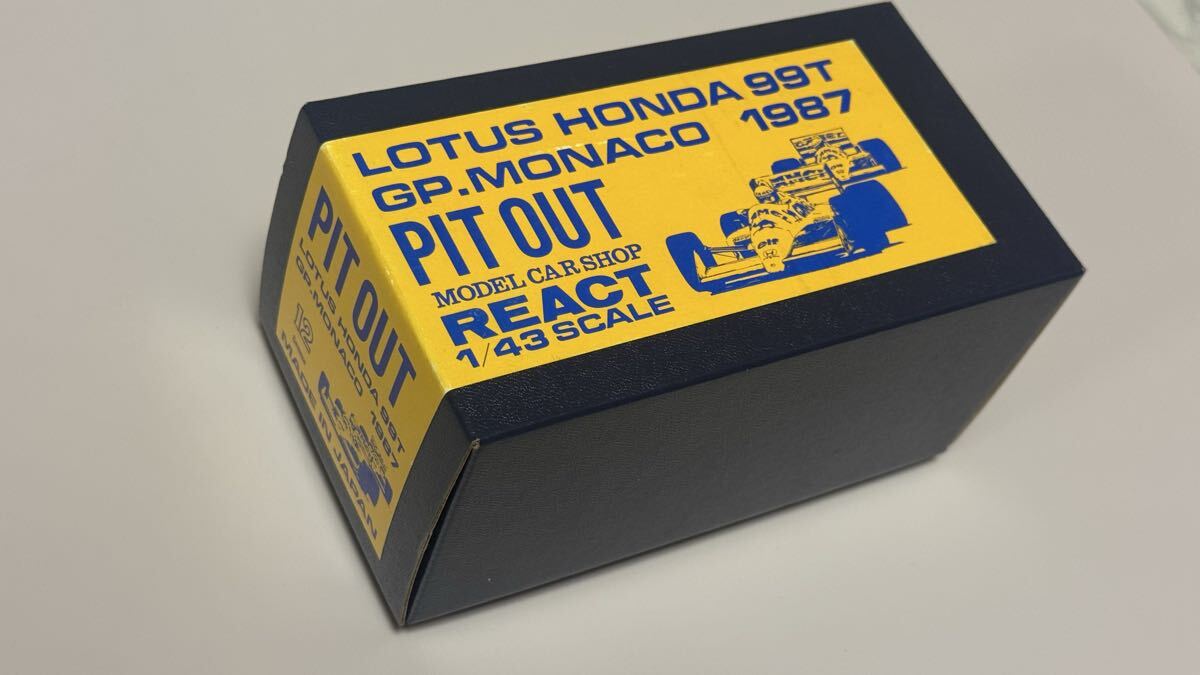 LOTUS HONDA 99T
GP.MONACO 1987
PIT OUT
MODEL CAR SHOP
REACT
1/43 SCALE
elf
PIT OUT
LOTUS HONDA 99T
GP.MONACO 1987
12
MADE IN JAPAN